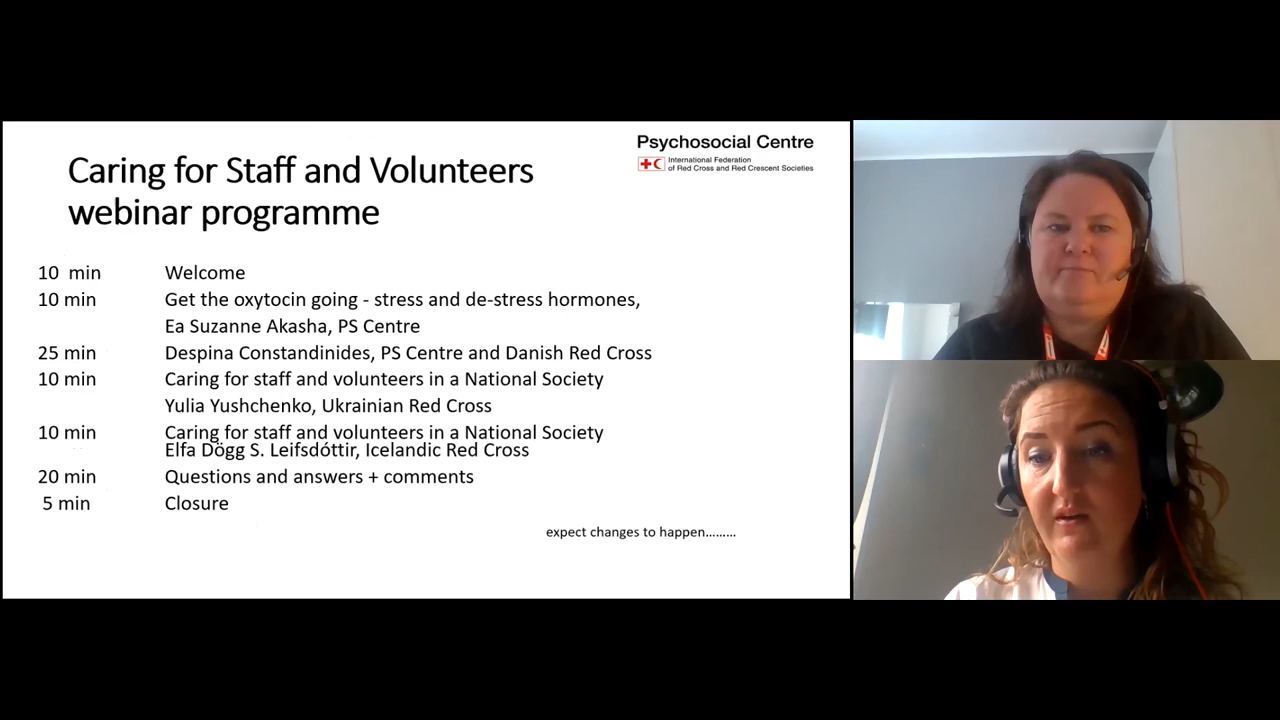 Psychosocial Centre
International Federation
of Red Cross and Red Crescent Societies
Caring for Staff and Volunteers
webinar programme
10 min Welcome
10 min Get the oxytocin going - stress and de-stress hormones,
Ea Suzanne Akasha, PS Centre
25 min Despina Constandinides, PS Centre and Danish Red Cross
10 min Caring for staff and volunteers in a National Society
Yulia Yushchenko, Ukrainian Red Cross
10 min Caring for staff and volunteers in a National Society
Elfa Dögg S. Leifsdóttir, Icelandic Red Cross
20 min Questions and answers + comments
5 min Closure
expect changes to happen………